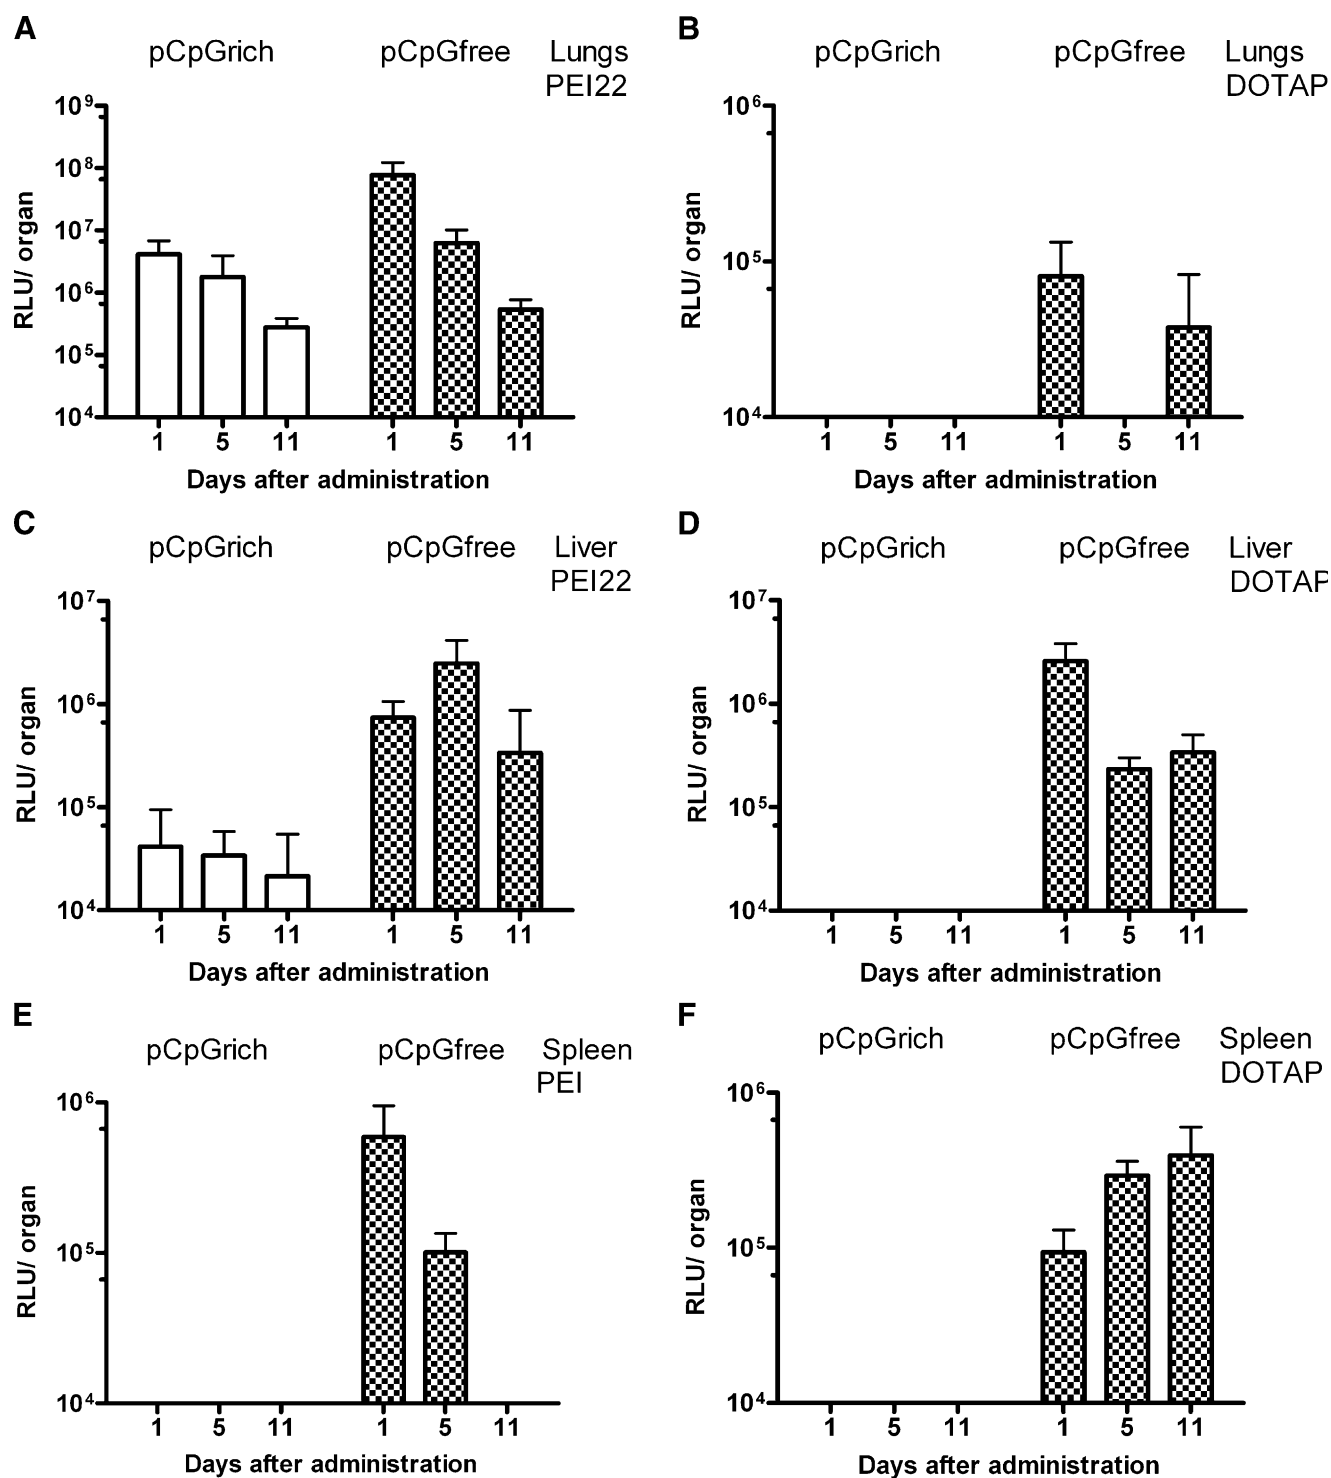 A
pCpGrich pCpGfree Lungs
PEI22
10⁹
10⁸
10⁷
10⁶
10⁵
10⁴
RLU/ organ
1 5 11 1 5 11
Days after administration
B
pCpGrich pCpGfree Lungs
DOTAP
10⁶
10⁵
10⁴
RLU/ organ
1 5 11 1 5 11
Days after administration
C
pCpGrich pCpGfree Liver
PEI22
10⁷
10⁶
10⁵
10⁴
RLU/ organ
1 5 11 1 5 11
Days after administration
D
pCpGrich pCpGfree Liver
DOTAP
10⁷
10⁶
10⁵
10⁴
RLU/ organ
1 5 11 1 5 11
Days after administration
E
pCpGrich pCpGfree Spleen
PEI
10⁶
10⁵
10⁴
RLU/ organ
1 5 11 1 5 11
Days after administration
F
pCpGrich pCpGfree Spleen
DOTAP
10⁶
10⁵
10⁴
RLU/ organ
1 5 11 1 5 11
Days after administration